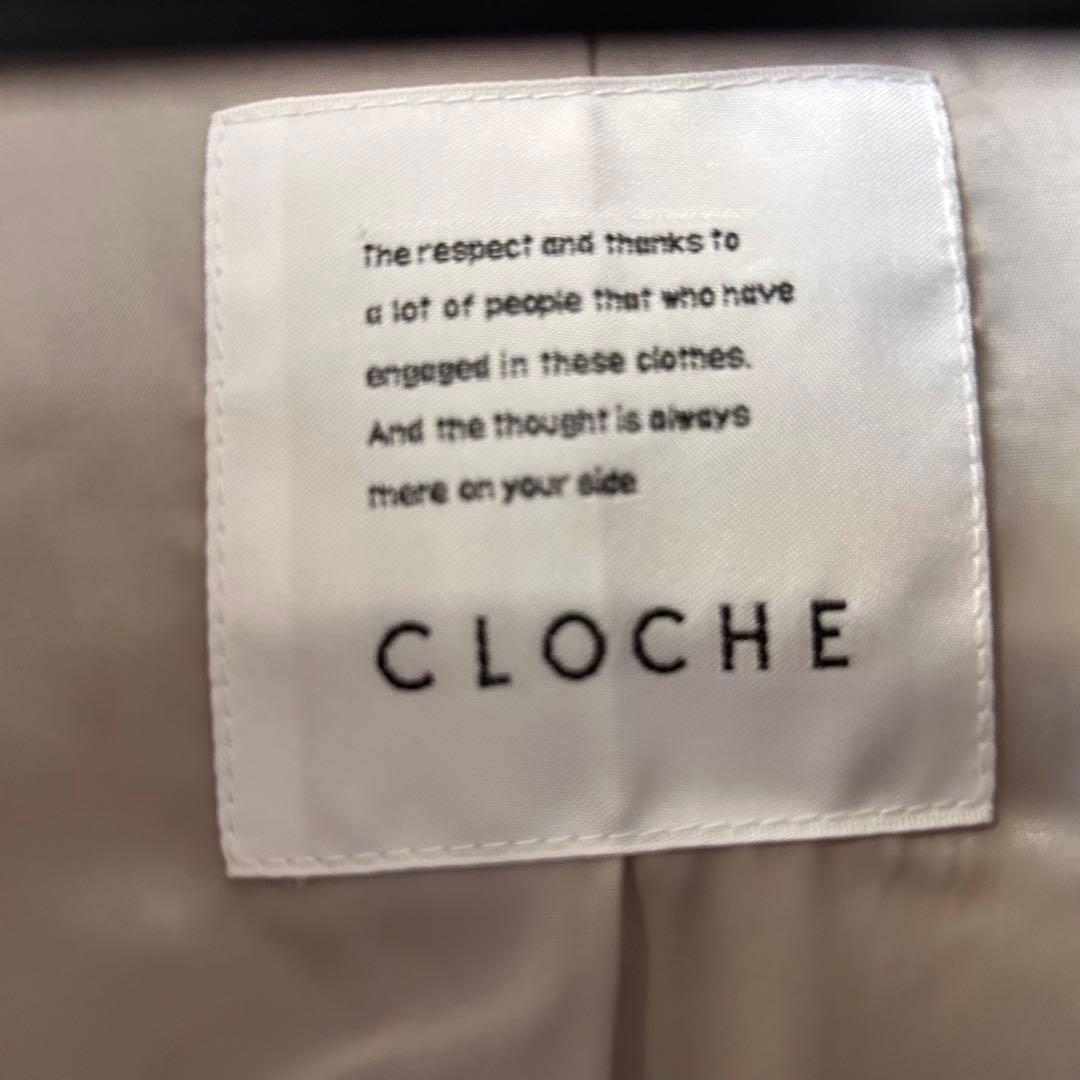 The respect and thanks to
a lot of people that who have
engaged in these clothes.
And the thought is always
there on your side
CLOCHE